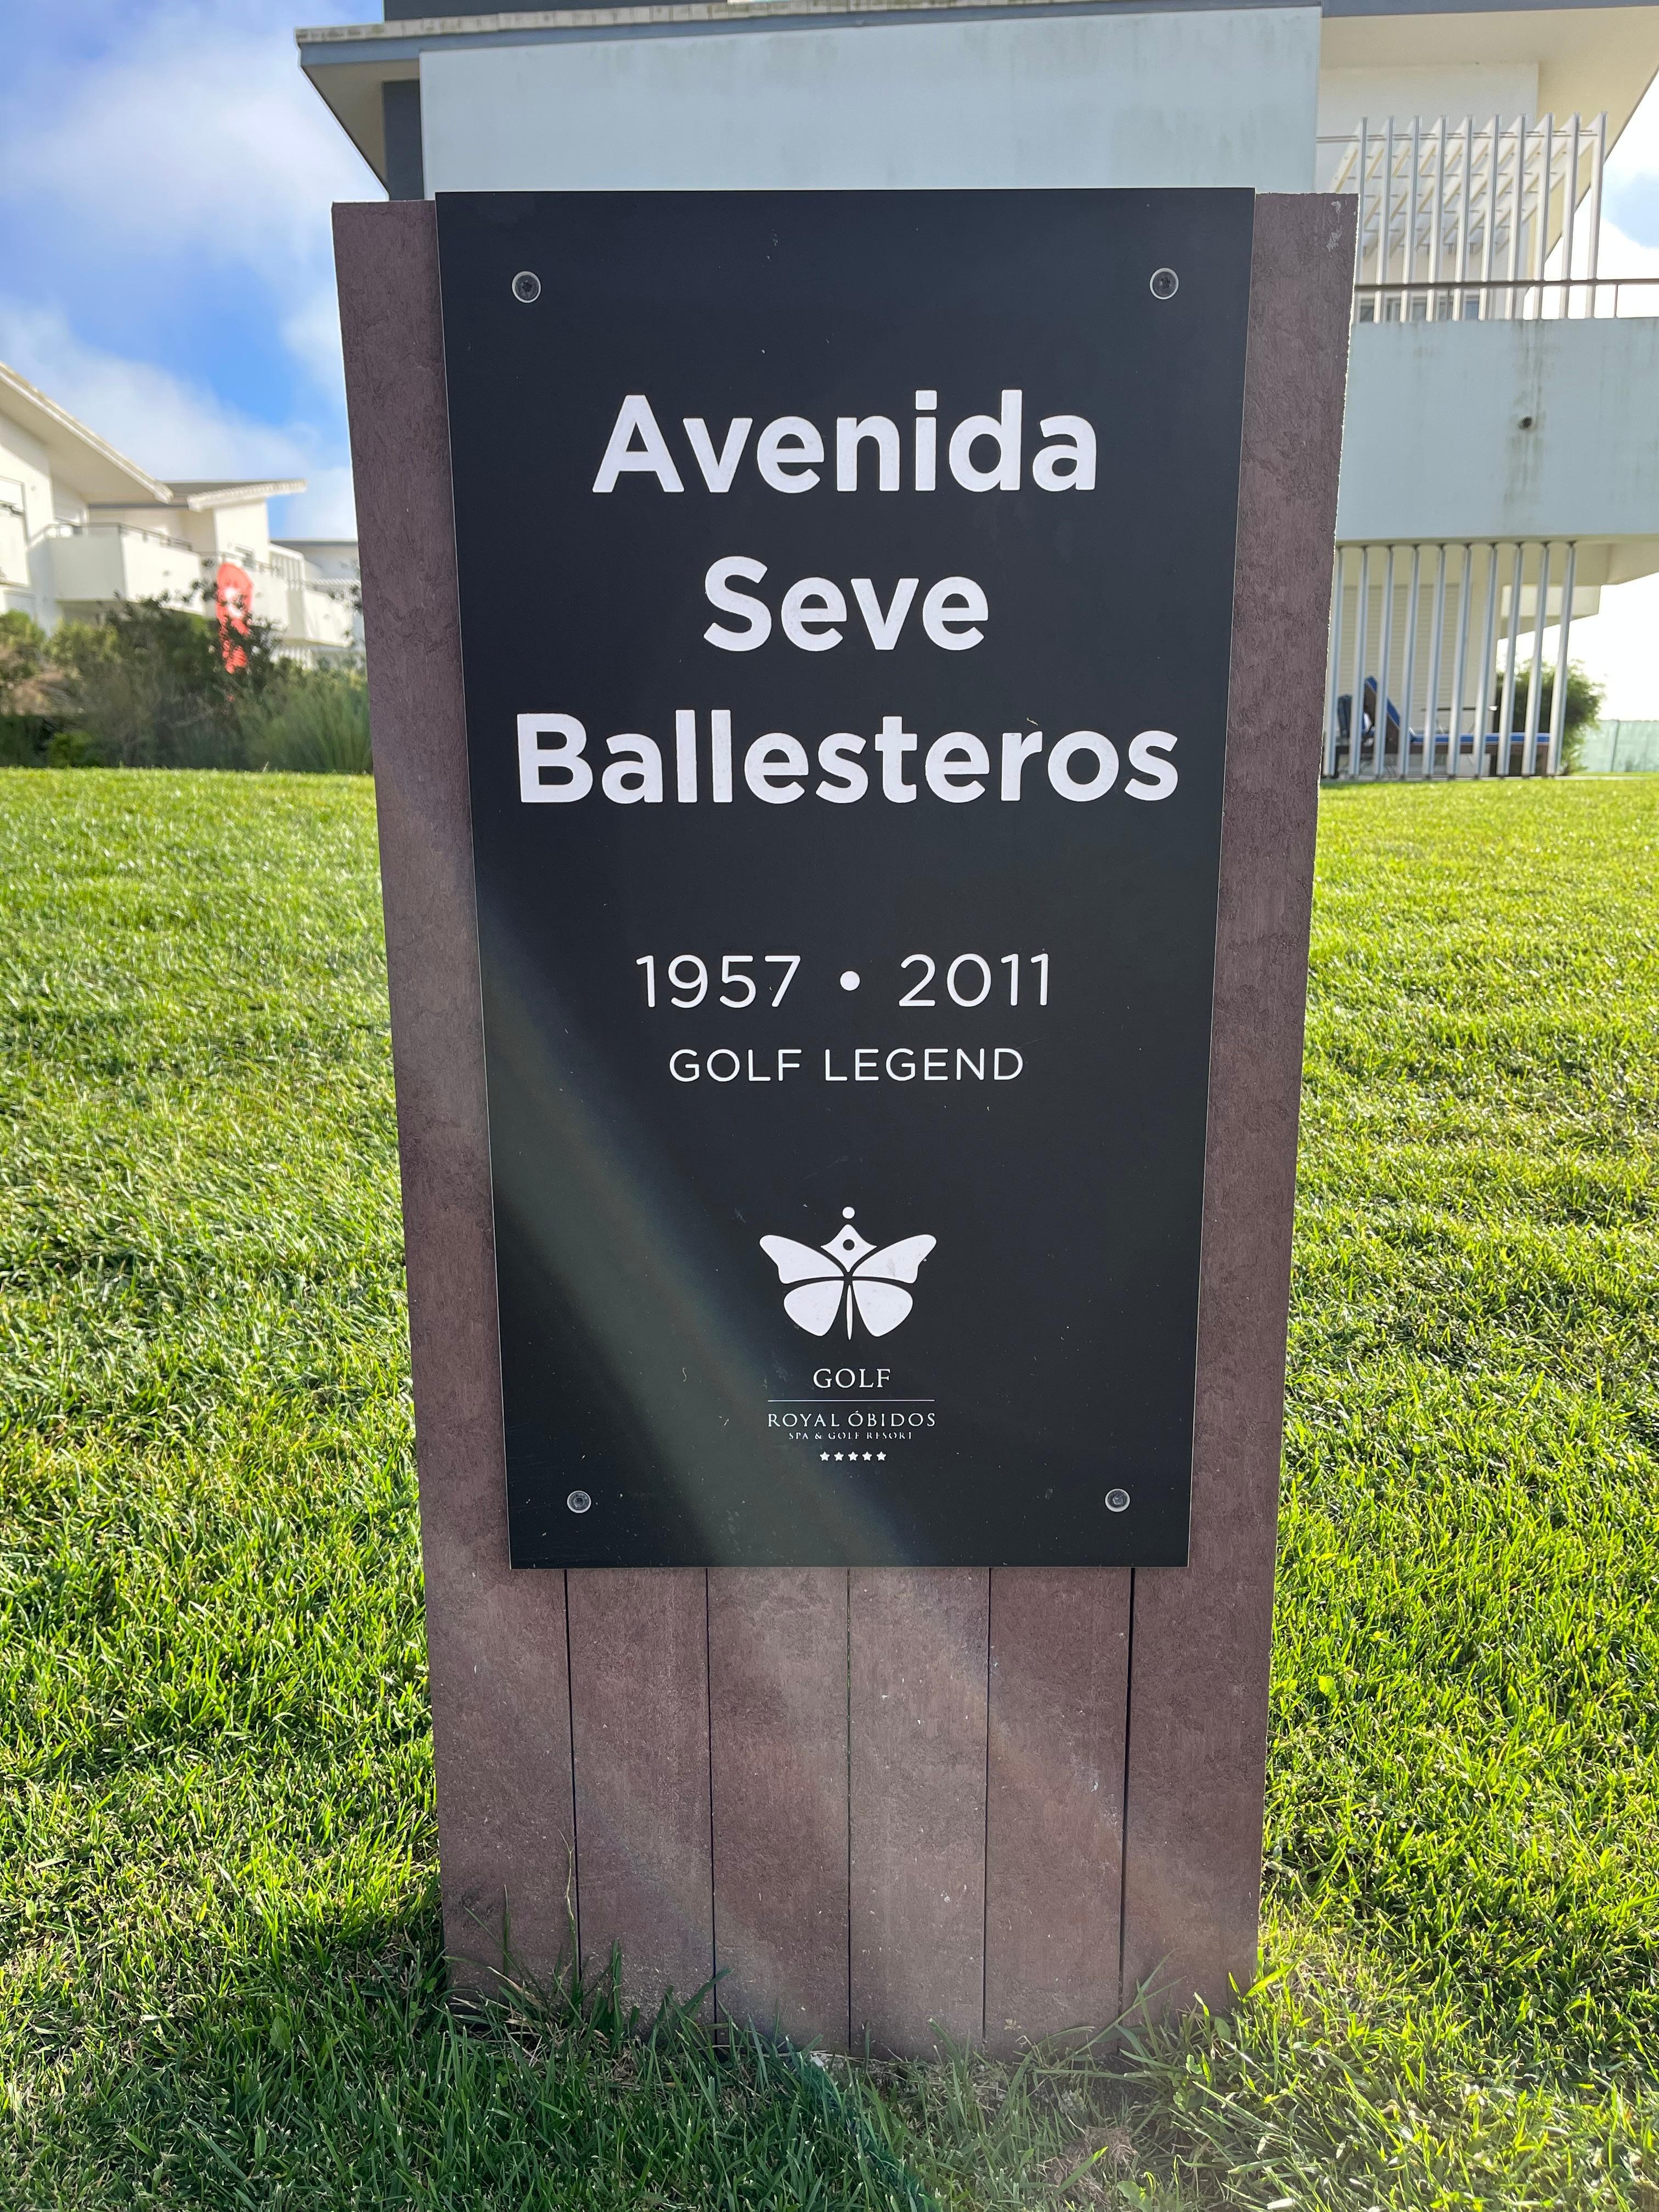 Avenida
Seve
Ballesteros
1957 • 2011
GOLF LEGEND
GOLF
ROYAL ÓBIDOS
SPA & GOLF RESORT